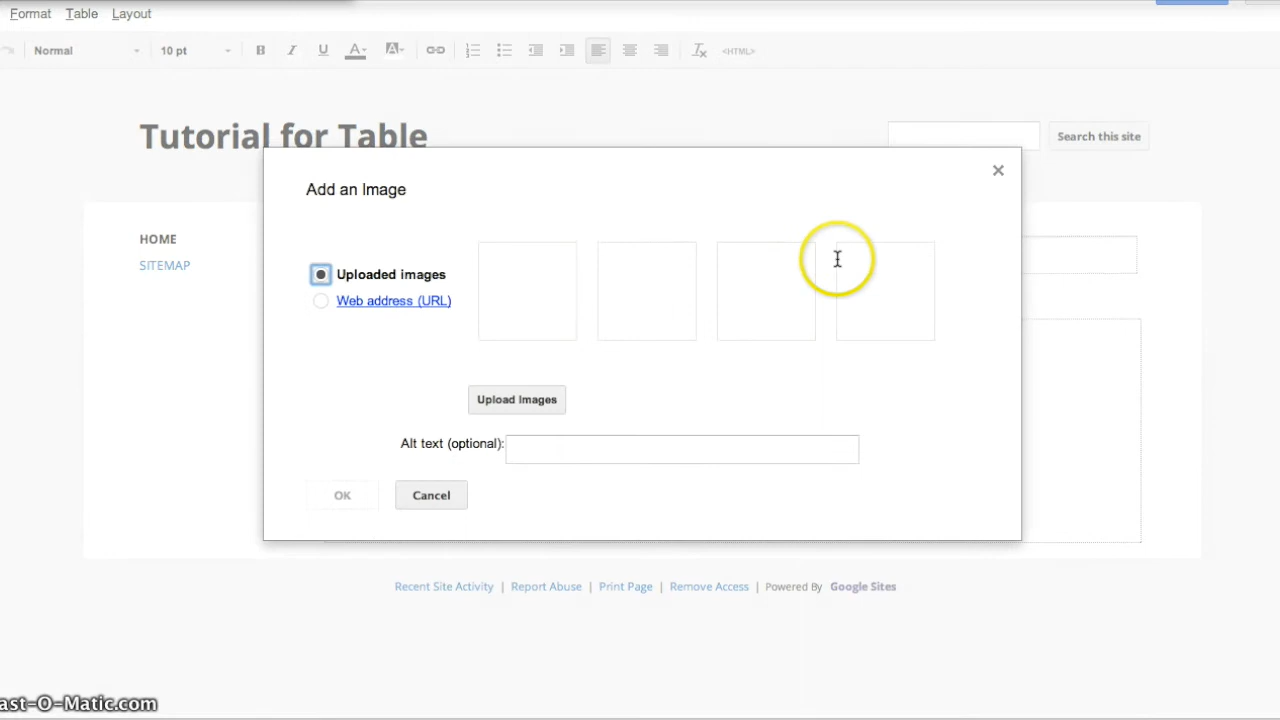 Format Table Layout
Normal 10 pt B I U A A <HTML>
Tutorial for Table
Search this site
Add an Image
HOME
SITEMAP
Uploaded images
Web address (URL)
Upload Images
Alt text (optional):
OK Cancel
Recent Site Activity | Report Abuse | Print Page | Remove Access | Powered By Google Sites
ast-O-Matic.com